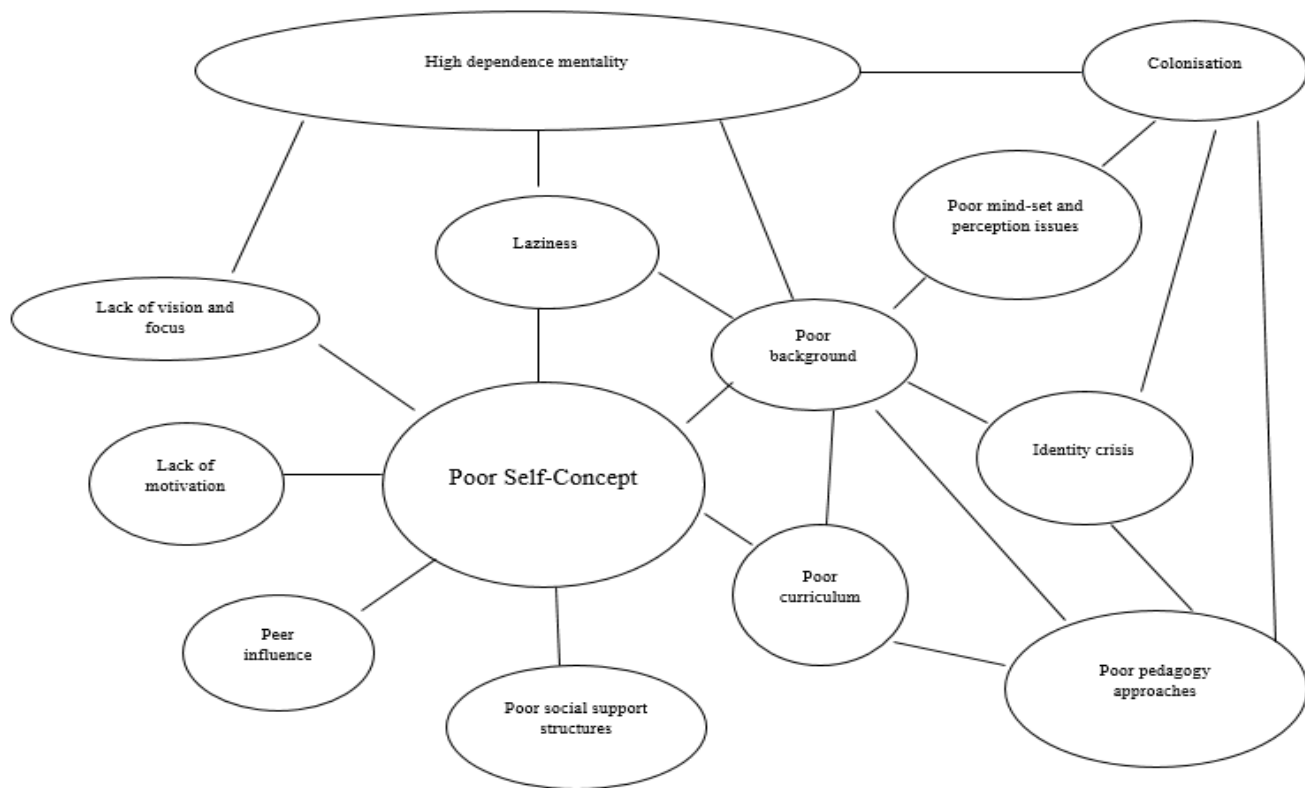 High dependence mentality
Colonisation
Poor mind-set and
perception issues
Laziness
Lack of vision and
focus
Poor
background
Identity crisis
Lack of
motivation
Poor Self-Concept
Poor
curriculum
Peer
influence
Poor social support
structures
Poor pedagogy
approaches